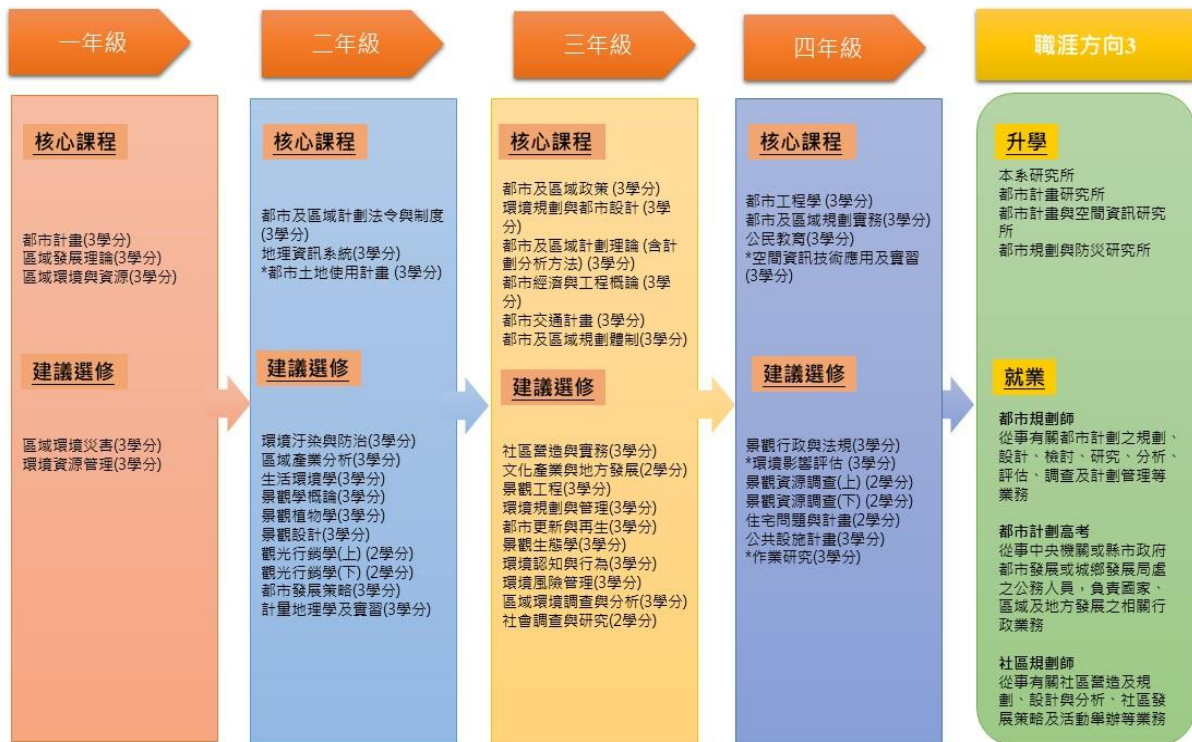 一年級
核心課程
都市計畫(3學分)
區域發展理論(3學分)
區域環境與資源(3學分)
建議選修
區域環境災害(3學分)
環境資源管理(3學分)
二年級
核心課程
都市及區域計劃法令與制度
(3學分)
地理資訊系統(3學分)
*都市土地使用計畫 (3學分)
建議選修
環境汙染與防治(3學分)
區域產業分析(3學分)
生活環境學(3學分)
景觀學概論(3學分)
景觀植物學(3學分)
景觀設計(3學分)
觀光行銷學(上) (2學分)
觀光行銷學(下) (2學分)
都市發展策略(3學分)
計量地理學及實習(3學分)
三年級
核心課程
都市及區域政策 (3學分)
環境規劃與都市設計 (3學
分)
都市及區域計劃理論 (含計
劃分析方法) (3學分)
都市經濟與工程概論 (3學
分)
都市交通計畫 (3學分)
都市及區域規劃體制(3學分)
建議選修
社區營造與實務(3學分)
文化產業與地方發展(2學分)
景觀工程(3學分)
環境規劃與管理(3學分)
都市更新與再生(3學分)
景觀生態學(3學分)
環境認知與行為(3學分)
環境風險管理(3學分)
區域環境調查與分析(3學分)
社會調查與研究(2學分)
四年級
核心課程
都市工程學 (3學分)
都市及區域規劃實務(3學分)
公民教育(3學分)
*空間資訊技術應用及實習
(3學分)
建議選修
景觀行政與法規(3學分)
*環境影響評估 (3學分)
景觀資源調查(上) (2學分)
景觀資源調查(下) (2學分)
住宅問題與計畫(2學分)
公共設施計畫(3學分)
*作業研究(3學分)
職涯方向3
升學
本系研究所
都市計畫研究所
都市計畫與空間資訊研究
所
都市規劃與防災研究所
就業
都市規劃師
從事有關都市計畫之規劃、
設計、檢討、研究、分析、
評估、調查及計劃管理等
業務
都市計畫高考
從事中央機關或縣市政府
都市發展或城鄉發展局處
之公務人員，負責國家、
區域及地方發展之相關行
政業務
社區規劃師
從事有關社區營造及規
劃、設計與分析、社區發
展策略及活動舉辦等業務